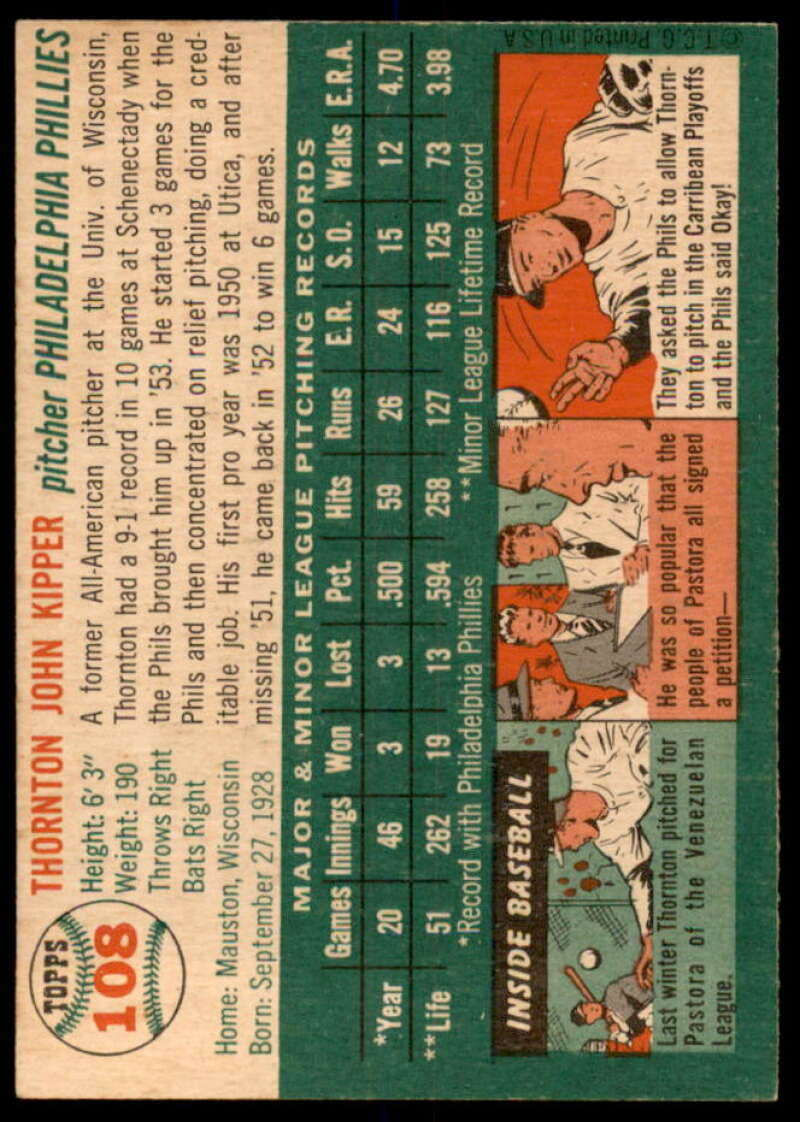 TOPPS
108
THORNTON JOHN KIPPER pitcher PHILADELPHIA PHILLIES
Height: 6' 3"
Weight: 190
Throws Right
Bats Right
Home: Mauston, Wisconsin
Born: September 27, 1928
A former All-American pitcher at the Univ. of Wisconsin,
Thornton had a 9-1 record in 10 games at Schenectady when
the Phils brought him up in '53. He started 3 games for the
Phils and then concentrated on relief pitching, doing a cred-
itable job. His first pro year was 1950 at Utica, and after
missing '51, he came back in '52 to win 6 games.
MAJOR & MINOR LEAGUE PITCHING RECORDS
Games Innings Won Lost Pct. Hits Runs E.R. S.O. Walks E.R.A.
*Year 20 46 3 3 .500 59 26 24 15 12 4.70
**Life 51 262 19 13 .594 258 127 116 125 73 3.98
*Record with Philadelphia Phillies **Minor League Lifetime Record
INSIDE BASEBALL
Last winter Thornton pitched for
Pastora of the Venezuelan
League.
He was so popular that the
people of Pastora all signed
a petition—
They asked the Phils to allow Thorn-
ton to pitch in the Carribean Playoffs
and the Phils said Okay!
©T.C.G. Printed in U.S.A